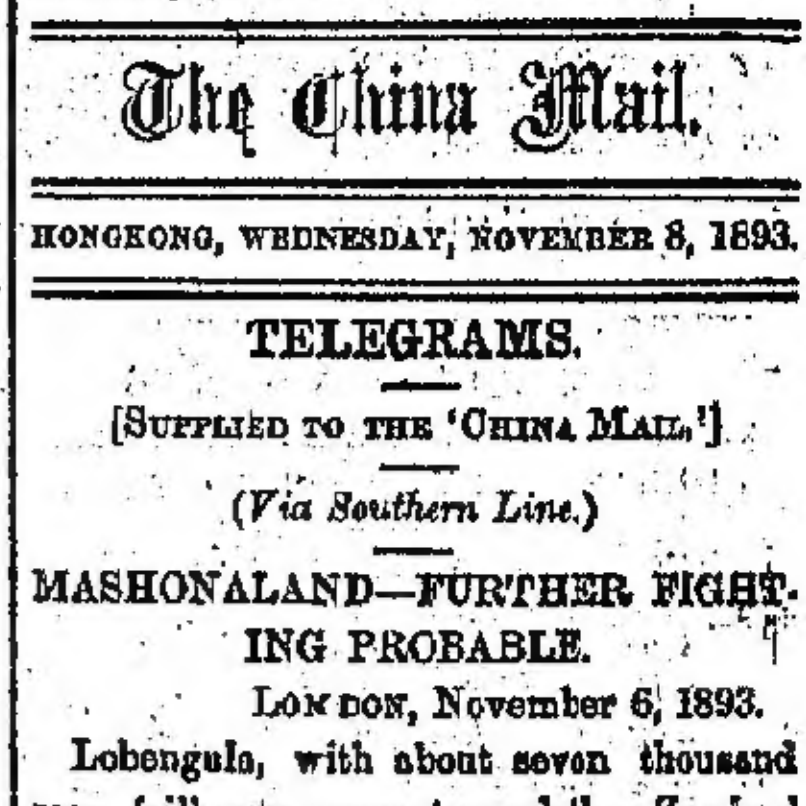 The China Mail.
HONGKONG, WEDNESDAY, NOVEMBER 8, 1893.
TELEGRAMS.
[SUPPLIED TO THE 'CHINA MAIL.']
(Via Southern Line.)
MASHONALAND—FURTHER FIGHT-
ING PROBABLE.
LONDON, November 6, 1893.
Lobengula, with about seven thousand